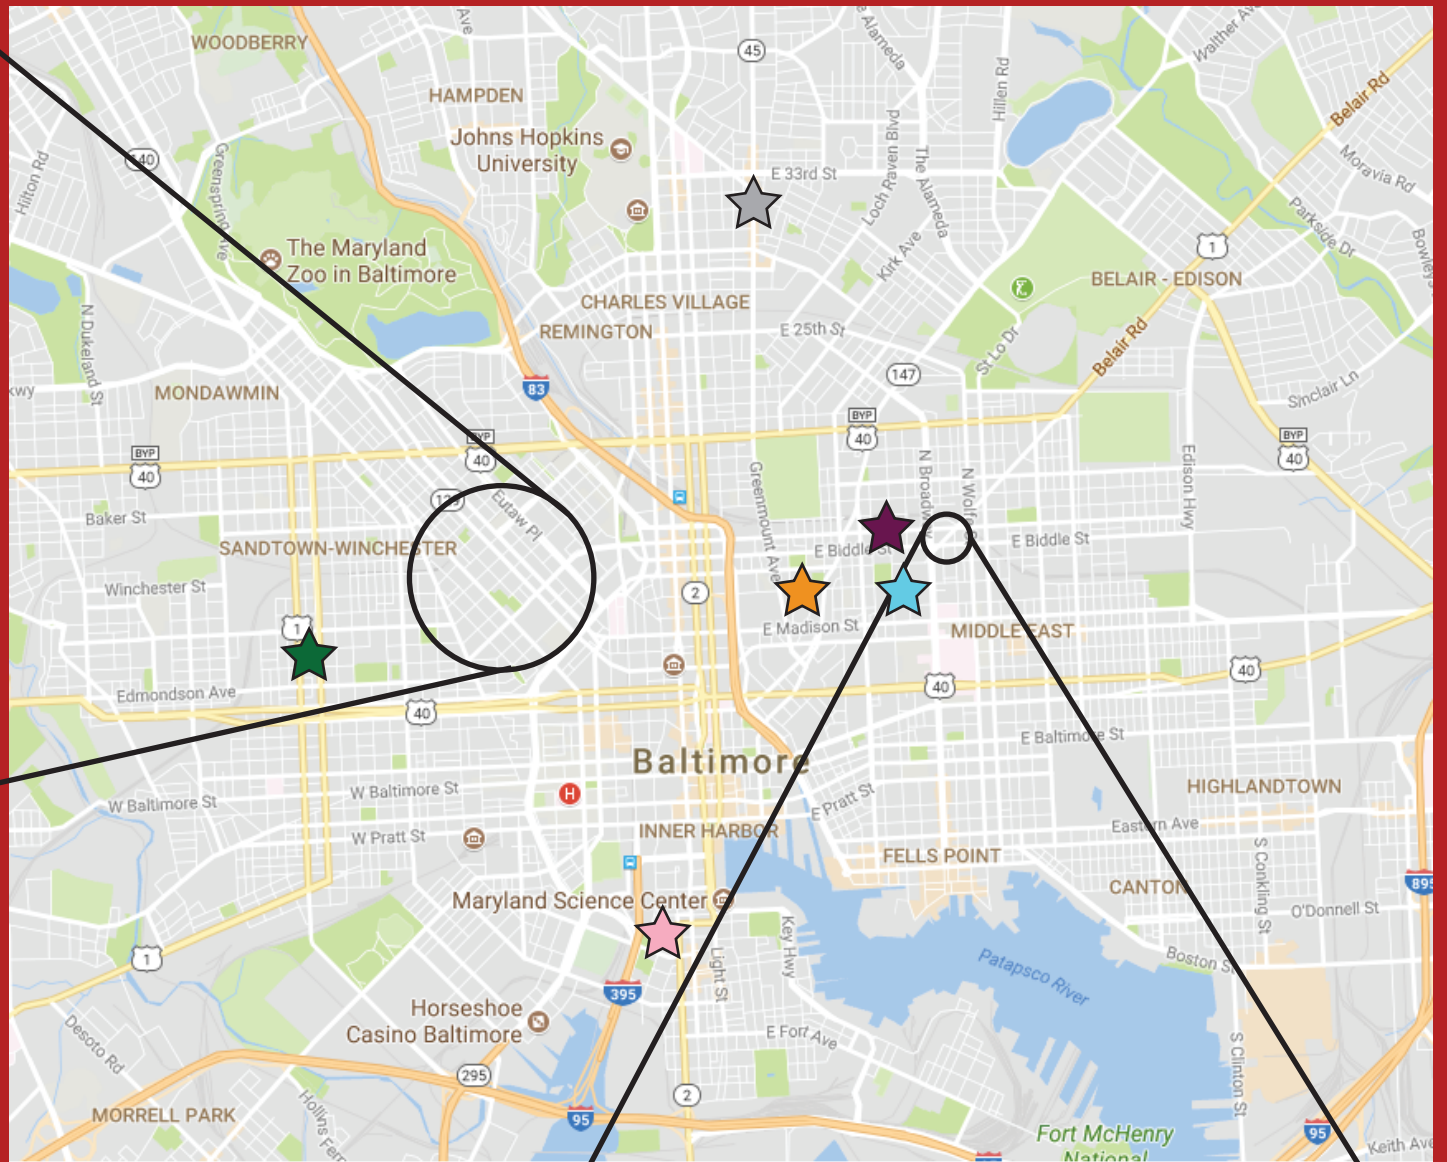 WOODBERRY
Ave
45
e Alameda
Walther Ave
HAMPDEN
Hillen Rd
Belair Rd
Johns Hopkins
University
140
Hilton Rd
Greenspring Ave
E 33rd St
Loch Raven Blvd
The Alameda
Moravia Rd
Parkside Dr
Bowleys
The Maryland
Zoo in Baltimore
Kirk Ave
1
BELAIR - EDISON
CHARLES VILLAGE
REMINGTON
E 25th St
N Dukeland St
St Lo Dr
Belair Rd
kwy
MONDAWMIN
83
147
Sinclair Ln
BYP
40
BYP
40
BYP
40
BYP
40
N Broadway
N Wolfe
Edison Hwy
Greenmount Ave
Eutaw Pl
Baker St
SANDTOWN-WINCHESTER
E Biddle St
E Biddle St
Winchester St
2
1
E Madison St
MIDDLE EAST
Edmondson Ave
40
40
40
E Baltimore St
Baltimore
W Baltimore St
W Baltimore St
H
E Pratt St
HIGHLANDTOWN
W Pratt St
INNER HARBOR
Eastern Ave
FELLS POINT
S Conkling St
CANTON
895
Maryland Science Center
O'Donnell St
Key Hwy
Light St
Boston St
1
Patapsco River
395
Horseshoe
Casino Baltimore
E Fort Ave
Desoto Rd
S Clinton St
295
2
Hollins Ferr
MORRELL PARK
95
Fort McHenry
National
95
Keith Ave